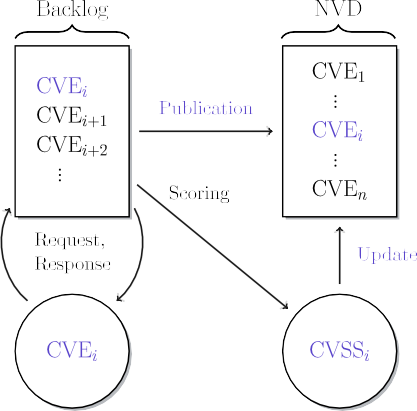 Backlog
NVD
CVE_i
CVE_{i+1}
CVE_{i+2}
⋮
Publication
CVE_1
⋮
CVE_i
⋮
CVE_n
Scoring
Request,
Response
Update
CVE_i
CVSS_i